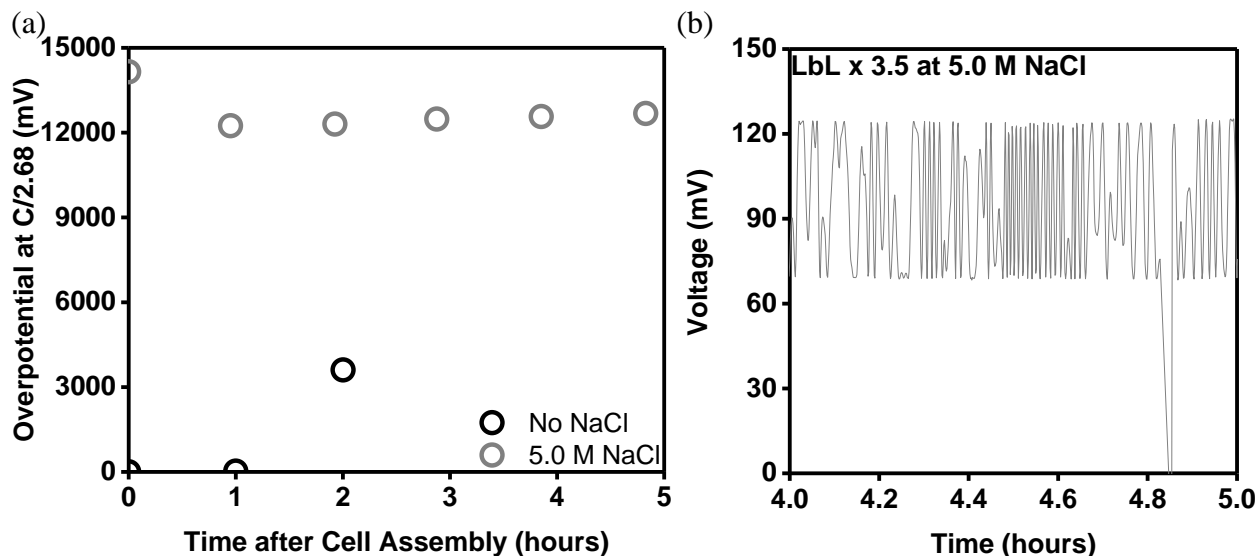 (a)
15000
12000
9000
6000
3000
0
Overpotential at C/2.68 (mV)
No NaCl
5.0 M NaCl
0 1 2 3 4 5
Time after Cell Assembly (hours)
(b)
LbL x 3.5 at 5.0 M NaCl
150
120
90
60
30
0
Voltage (mV)
4.0 4.2 4.4 4.6 4.8 5.0
Time (hours)